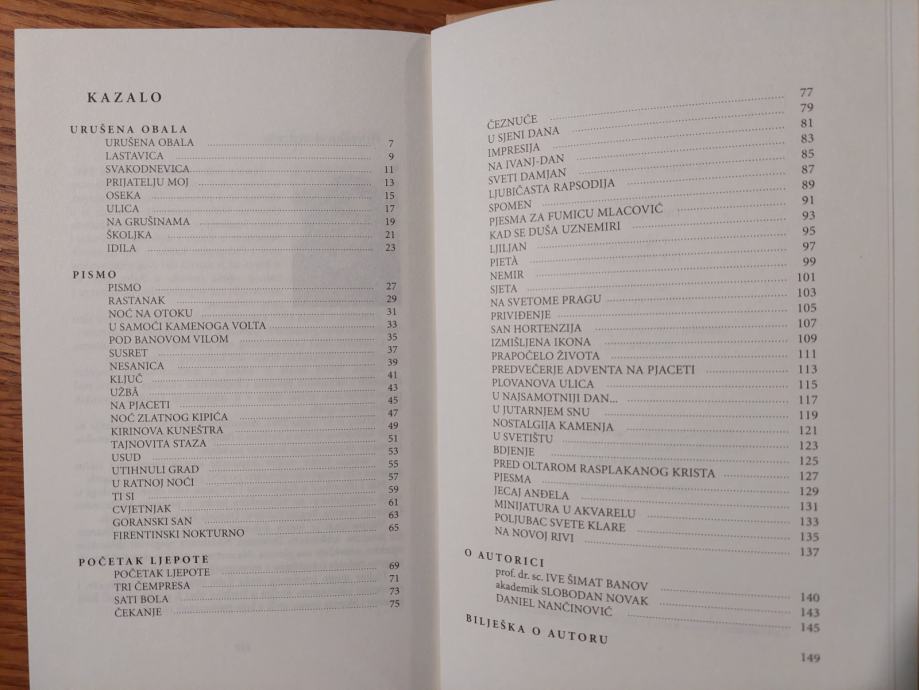 KAZALO
URUŠENA OBALA
URUŠENA OBALA 7
LASTAVICA 9
SVAKODNEVICA 11
PRIJATELJU MOJ 13
OSEKA 15
ULICA 17
NA GRUŠINAMA 19
ŠKOLJKA 21
IDILA 23
PISMO
PISMO 27
RASTANAK 29
NOĆ NA OTOKU 31
U SAMOĆI KAMENOGA VOLTA 33
POD BANOVOM VILOM 35
SUSRET 37
NESANICA 39
KLJUČ 41
UŽBÂ 43
NA PJACETI 45
NOĆ ZLATNOG KIPIĆA 47
KIRINOVA KUNEŠTRA 49
TAJNOVITA STAZA 51
USUD 53
UTIHNULI GRAD 55
U RATNOJ NOĆI 57
TI SI 59
CVJETNJAK 61
GORANSKI SAN 63
FIRENTINSKI NOKTURNO 65
POČETAK LJEPOTE
POČETAK LJEPOTE 69
TRI ČEMPRESA 71
SATI BOLA 73
ČEKANJE 75
ČEZNUĆE 77
U SJENI DANA 79
IMPRESIJA 81
NA IVANJ-DAN 83
SVETI DAMJAN 85
LJUBIČASTA RAPSODIJA 87
SPOMEN 89
PJESMA ZA FUMICU MLACOVIĆ 91
KAD SE DUŠA UZNEMIRI 93
LJILJAN 95
PIETÀ 97
NEMIR 99
SJETA 101
NA SVETOME PRAGU 103
PRIVIĐENJE 105
SAN HORTENZIJA 107
IZMIŠLJENA IKONA 109
PRAPOČELO ŽIVOTA 111
PREDVEČERJE ADVENTA NA PJACETI 113
PLOVANOVA ULICA 115
U NAJSAMOTNIJI DAN... 117
U JUTARNJEM SNU 119
NOSTALGIJA KAMENJA 121
U SVETIŠTU 123
BDJENJE 125
PRED OLTAROM RASPLAKANOG KRISTA 127
PJESMA 129
JECAJ ANĐELA 131
MINIJATURA U AKVARELU 133
POLJUBAC SVETE KLARE 135
NA NOVOJ RIVI 137
O AUTORICI
prof. dr. sc. IVE ŠIMAT BANOV 140
akademik SLOBODAN NOVAK 143
DANIEL NANČINOVIĆ 145
BILJEŠKA O AUTORU 149